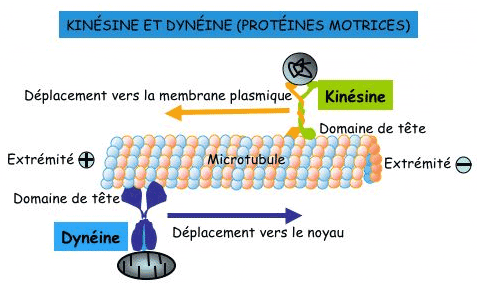 KINÉSINE ET DYNÉINE (PROTÉINES MOTRICES)
Déplacement vers la membrane plasmique
Kinésine
Domaine de tête
Extrémité +
Microtubule
Extrémité -
Domaine de tête
Dynéine
Déplacement vers le noyau